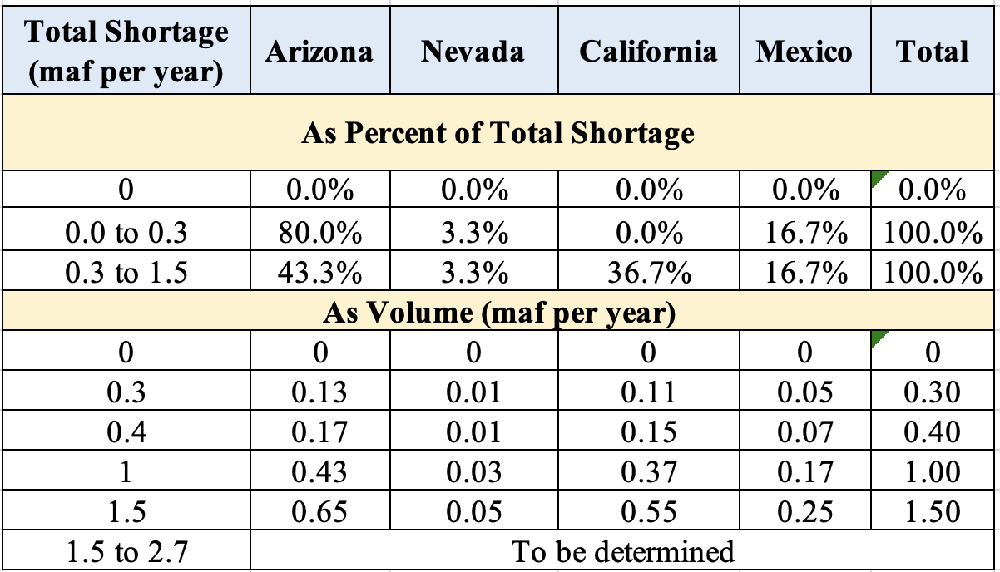 Total Shortage (maf per year) Arizona Nevada California Mexico Total
As Percent of Total Shortage
0 0.0% 0.0% 0.0% 0.0% 0.0%
0.0 to 0.3 80.0% 3.3% 0.0% 16.7% 100.0%
0.3 to 1.5 43.3% 3.3% 36.7% 16.7% 100.0%
As Volume (maf per year)
0 0 0 0 0 0
0.3 0.13 0.01 0.11 0.05 0.30
0.4 0.17 0.01 0.15 0.07 0.40
1 0.43 0.03 0.37 0.17 1.00
1.5 0.65 0.05 0.55 0.25 1.50
1.5 to 2.7 To be determined